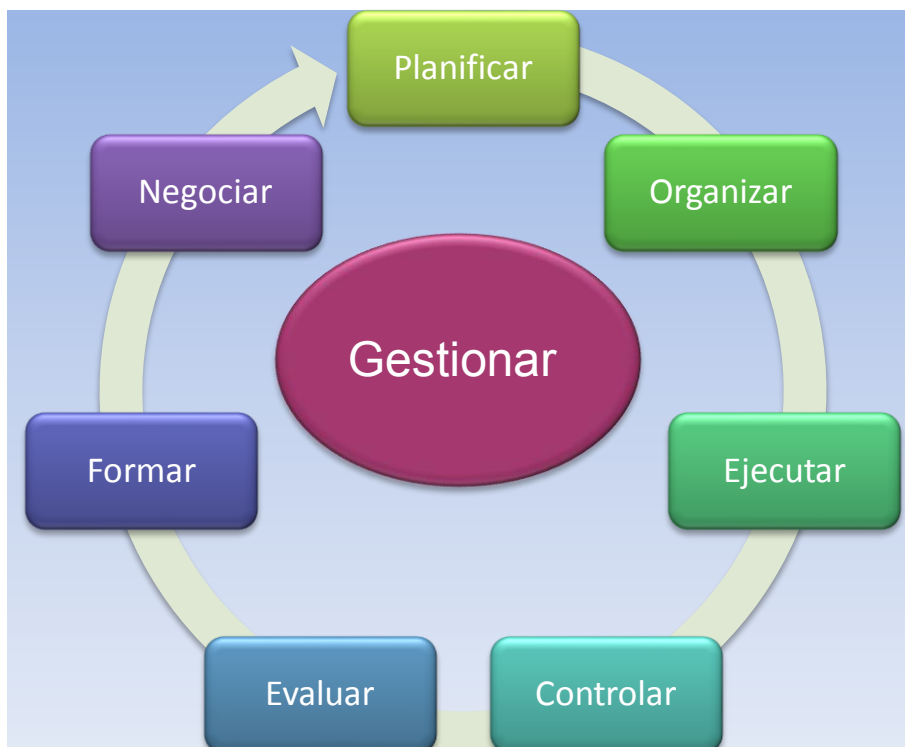 Planificar
Organizar
Ejecutar
Controlar
Evaluar
Formar
Negociar
Gestionar